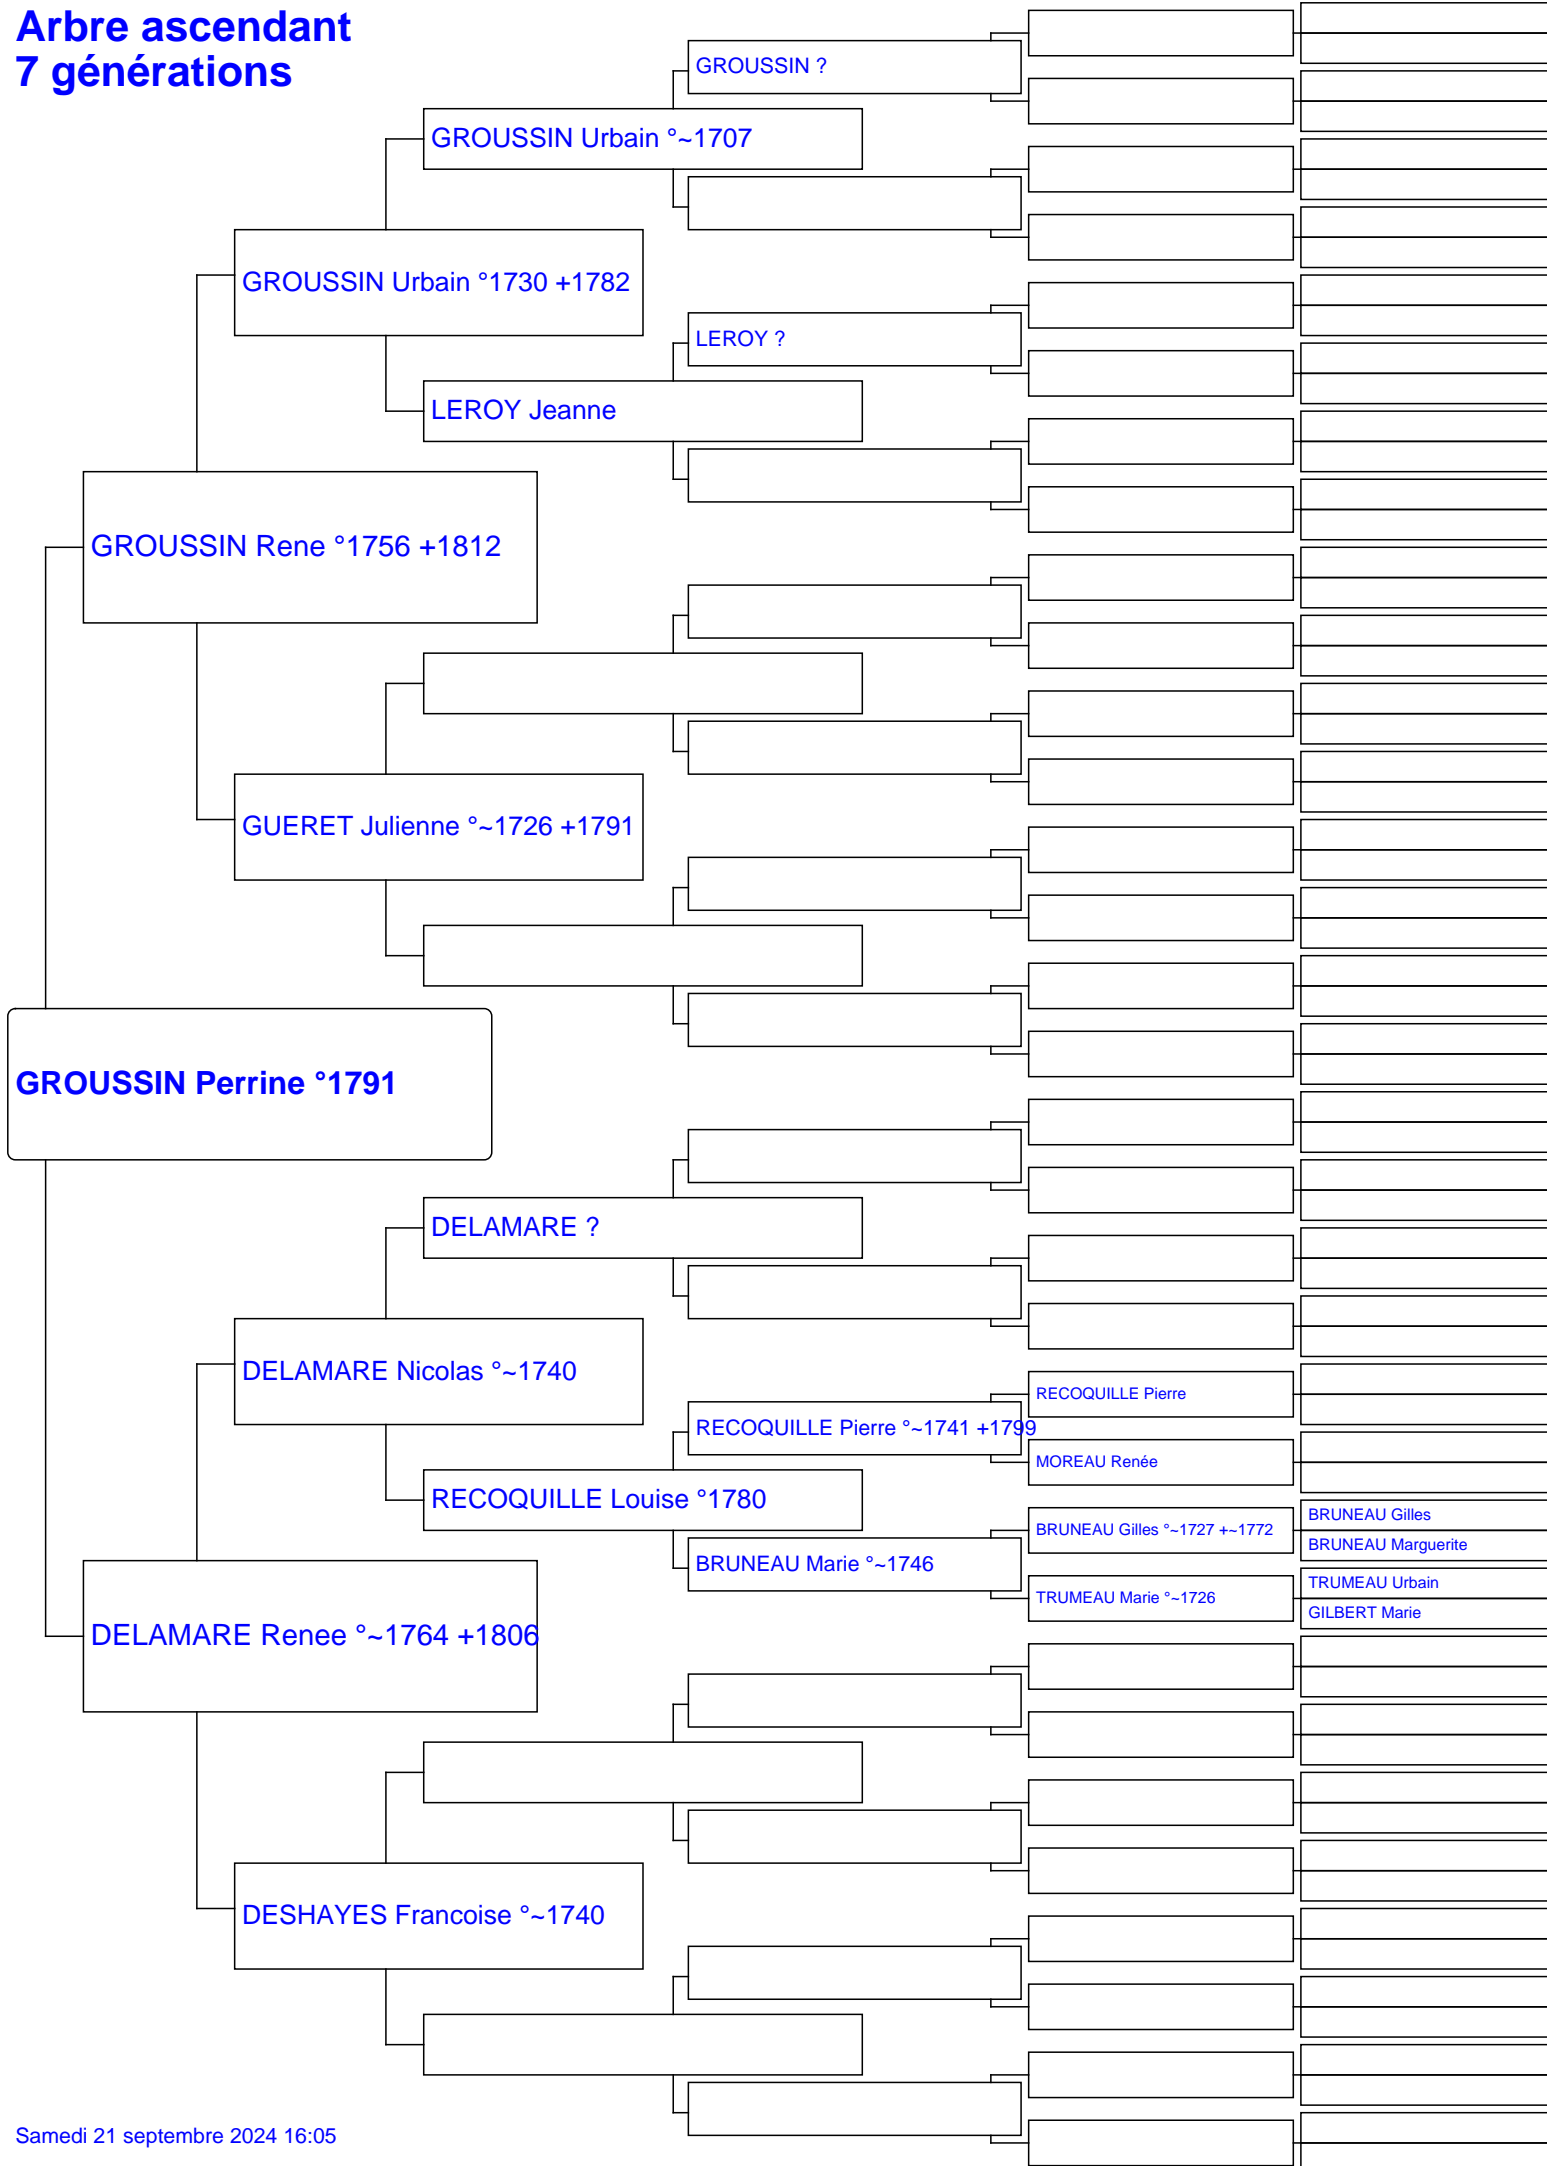 Arbre ascendant
7 générations
GROUSSIN ?
GROUSSIN Urbain °~1707
GROUSSIN Urbain °1730 +1782
LEROY ?
LEROY Jeanne
GROUSSIN Rene °1756 +1812
GUERET Julienne °~1726 +1791
GROUSSIN Perrine °1791
DELAMARE ?
DELAMARE Nicolas °~1740
RECOQUILLE Pierre
RECOQUILLE Pierre °~1741 +1799
MOREAU Renée
RECOQUILLE Louise °1780
BRUNEAU Gilles
BRUNEAU Gilles °~1727 +~1772
BRUNEAU Marguerite
BRUNEAU Marie °~1746
TRUMEAU Urbain
TRUMEAU Marie °~1726
GILBERT Marie
DELAMARE Renee °~1764 +1806
DESHAYES Francoise °~1740
Samedi 21 septembre 2024 16:05